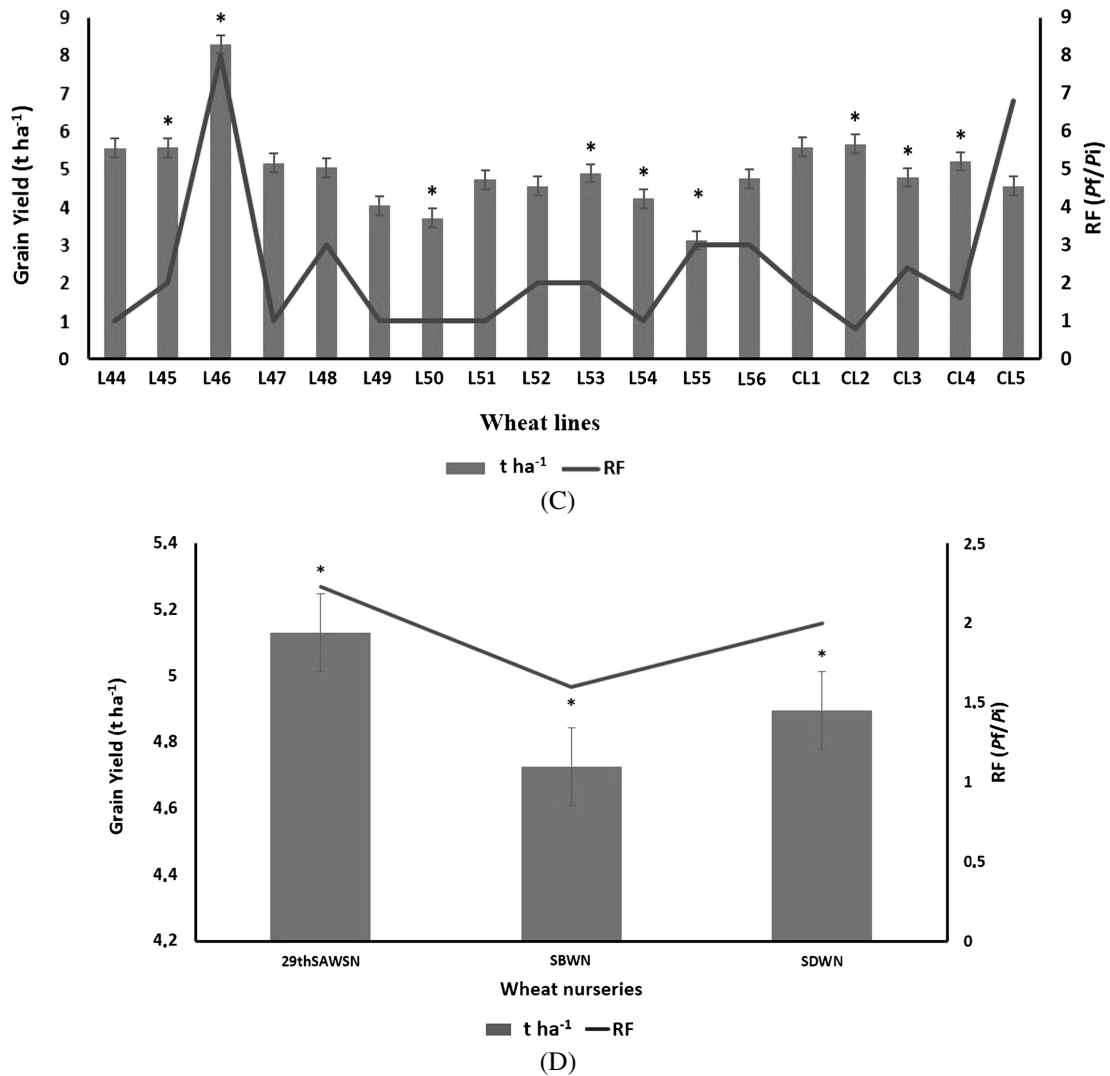 Grain Yield (t ha-1)
9
8
7
6
5
4
3
2
1
0
* * * * * * * * *
RF (Pf/Pi)
9
8
7
6
5
4
3
2
1
0
L44 L45 L46 L47 L48 L49 L50 L51 L52 L53 L54 L55 L56 CL1 CL2 CL3 CL4 CL5
Wheat lines
t ha-1 RF
(C)
Grain Yield (t ha-1)
5.4
5.2
5
4.8
4.6
4.4
4.2
* * *
RF (Pf/Pi)
2.5
2
1.5
1
0.5
0
29thSAWSN SBWN SDWN
Wheat nurseries
t ha-1 RF
(D)